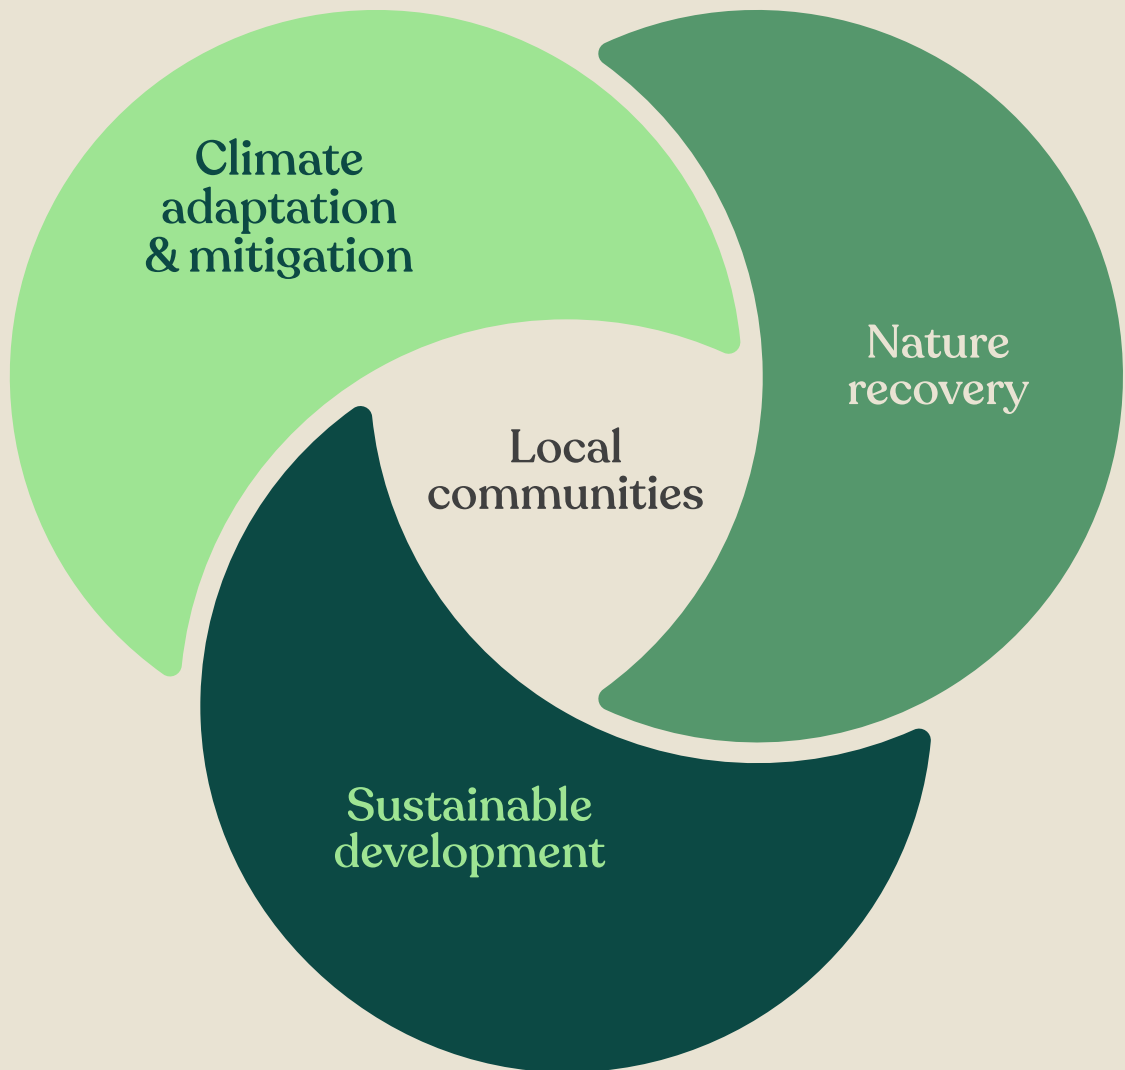 Climate
adaptation
& mitigation
Nature
recovery
Local
communities
Sustainable
development